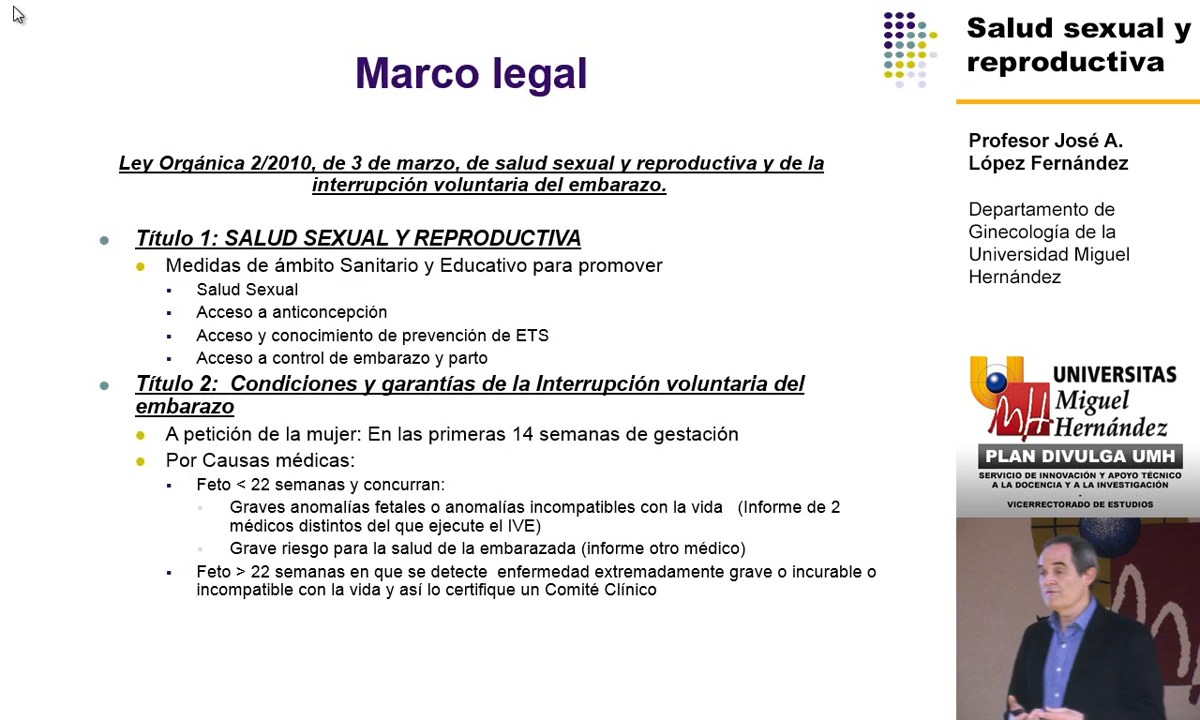 Marco legal
Ley Orgánica 2/2010, de 3 de marzo, de salud sexual y reproductiva y de la
interrupción voluntaria del embarazo.
Título 1: SALUD SEXUAL Y REPRODUCTIVA
Medidas de ámbito Sanitario y Educativo para promover
Salud Sexual
Acceso a anticoncepción
Acceso y conocimiento de prevención de ETS
Acceso a control de embarazo y parto
Título 2: Condiciones y garantías de la Interrupción voluntaria del
embarazo
A petición de la mujer: En las primeras 14 semanas de gestación
Por Causas médicas:
Feto < 22 semanas y concurran:
Graves anomalías fetales o anomalías incompatibles con la vida (Informe de 2
médicos distintos del que ejecute el IVE)
Grave riesgo para la salud de la embarazada (informe otro médico)
Feto > 22 semanas en que se detecte enfermedad extremadamente grave o incurable o
incompatible con la vida y así lo certifique un Comité Clínico
Salud sexual y
reproductiva
Profesor José A.
López Fernández
Departamento de
Ginecología de la
Universidad Miguel
Hernández
UNIVERSITAS
Miguel
Hernández
PLAN DIVULGA UMH
SERVICIO DE INNOVACIÓN Y APOYO TÉCNICO
A LA DOCENCIA Y A LA INVESTIGACIÓN
-
VICERRECTORADO DE ESTUDIOS